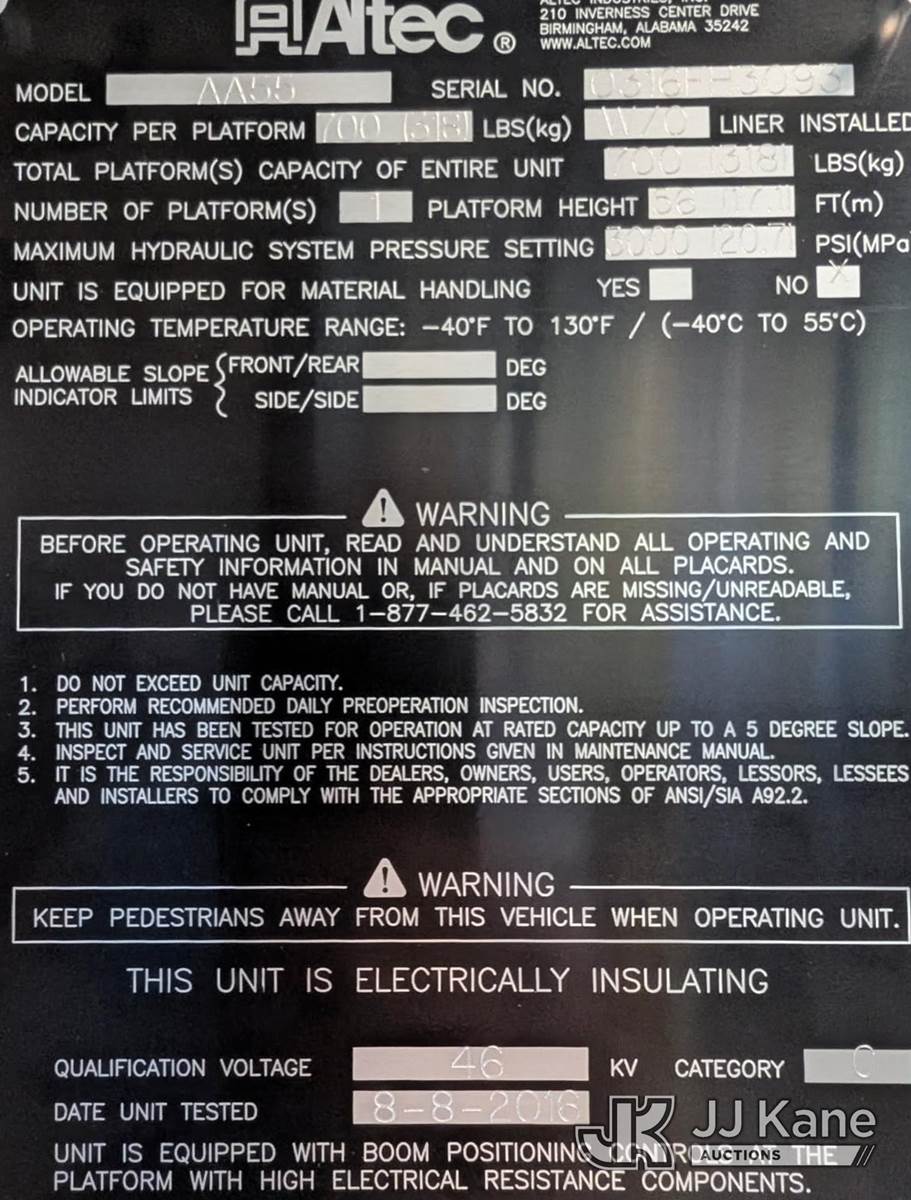 Altec ®
ALTEC INDUSTRIES, INC.
210 INVERNESS CENTER DRIVE
BIRMINGHAM, ALABAMA 35242
WWW.ALTEC.COM
MODEL AA55 SERIAL NO.
CAPACITY PER PLATFORM 700 (318) LBS(kg) W/O LINER INSTALLED
TOTAL PLATFORM(S) CAPACITY OF ENTIRE UNIT 700 (318) LBS(kg)
NUMBER OF PLATFORM(S) 1 PLATFORM HEIGHT 56 (17.1) FT(m)
MAXIMUM HYDRAULIC SYSTEM PRESSURE SETTING 3000 (20.7) PSI(MPa
UNIT IS EQUIPPED FOR MATERIAL HANDLING YES NO X
OPERATING TEMPERATURE RANGE: -40°F TO 130°F / (-40°C TO 55°C)
ALLOWABLE SLOPE FRONT/REAR DEG
INDICATOR LIMITS SIDE/SIDE DEG
WARNING
BEFORE OPERATING UNIT, READ AND UNDERSTAND ALL OPERATING AND
SAFETY INFORMATION IN MANUAL AND ON ALL PLACARDS.
IF YOU DO NOT HAVE MANUAL OR, IF PLACARDS ARE MISSING/UNREADABLE,
PLEASE CALL 1-877-462-5832 FOR ASSISTANCE.
1. DO NOT EXCEED UNIT CAPACITY.
2. PERFORM RECOMMENDED DAILY PREOPERATION INSPECTION.
3. THIS UNIT HAS BEEN TESTED FOR OPERATION AT RATED CAPACITY UP TO A 5 DEGREE SLOPE.
4. INSPECT AND SERVICE UNIT PER INSTRUCTIONS GIVEN IN MAINTENANCE MANUAL.
5. IT IS THE RESPONSIBILITY OF THE DEALERS, OWNERS, USERS, OPERATORS, LESSORS, LESSEES
AND INSTALLERS TO COMPLY WITH THE APPROPRIATE SECTIONS OF ANSI/SIA A92.2.
WARNING
KEEP PEDESTRIANS AWAY FROM THIS VEHICLE WHEN OPERATING UNIT.
THIS UNIT IS ELECTRICALLY INSULATING
QUALIFICATION VOLTAGE 46 KV CATEGORY C
DATE UNIT TESTED 8-8-2016
UNIT IS EQUIPPED WITH BOOM POSITIONING CONTROLS AT THE
PLATFORM WITH HIGH ELECTRICAL RESISTANCE COMPONENTS.
JK JJ Kane
AUCTIONS